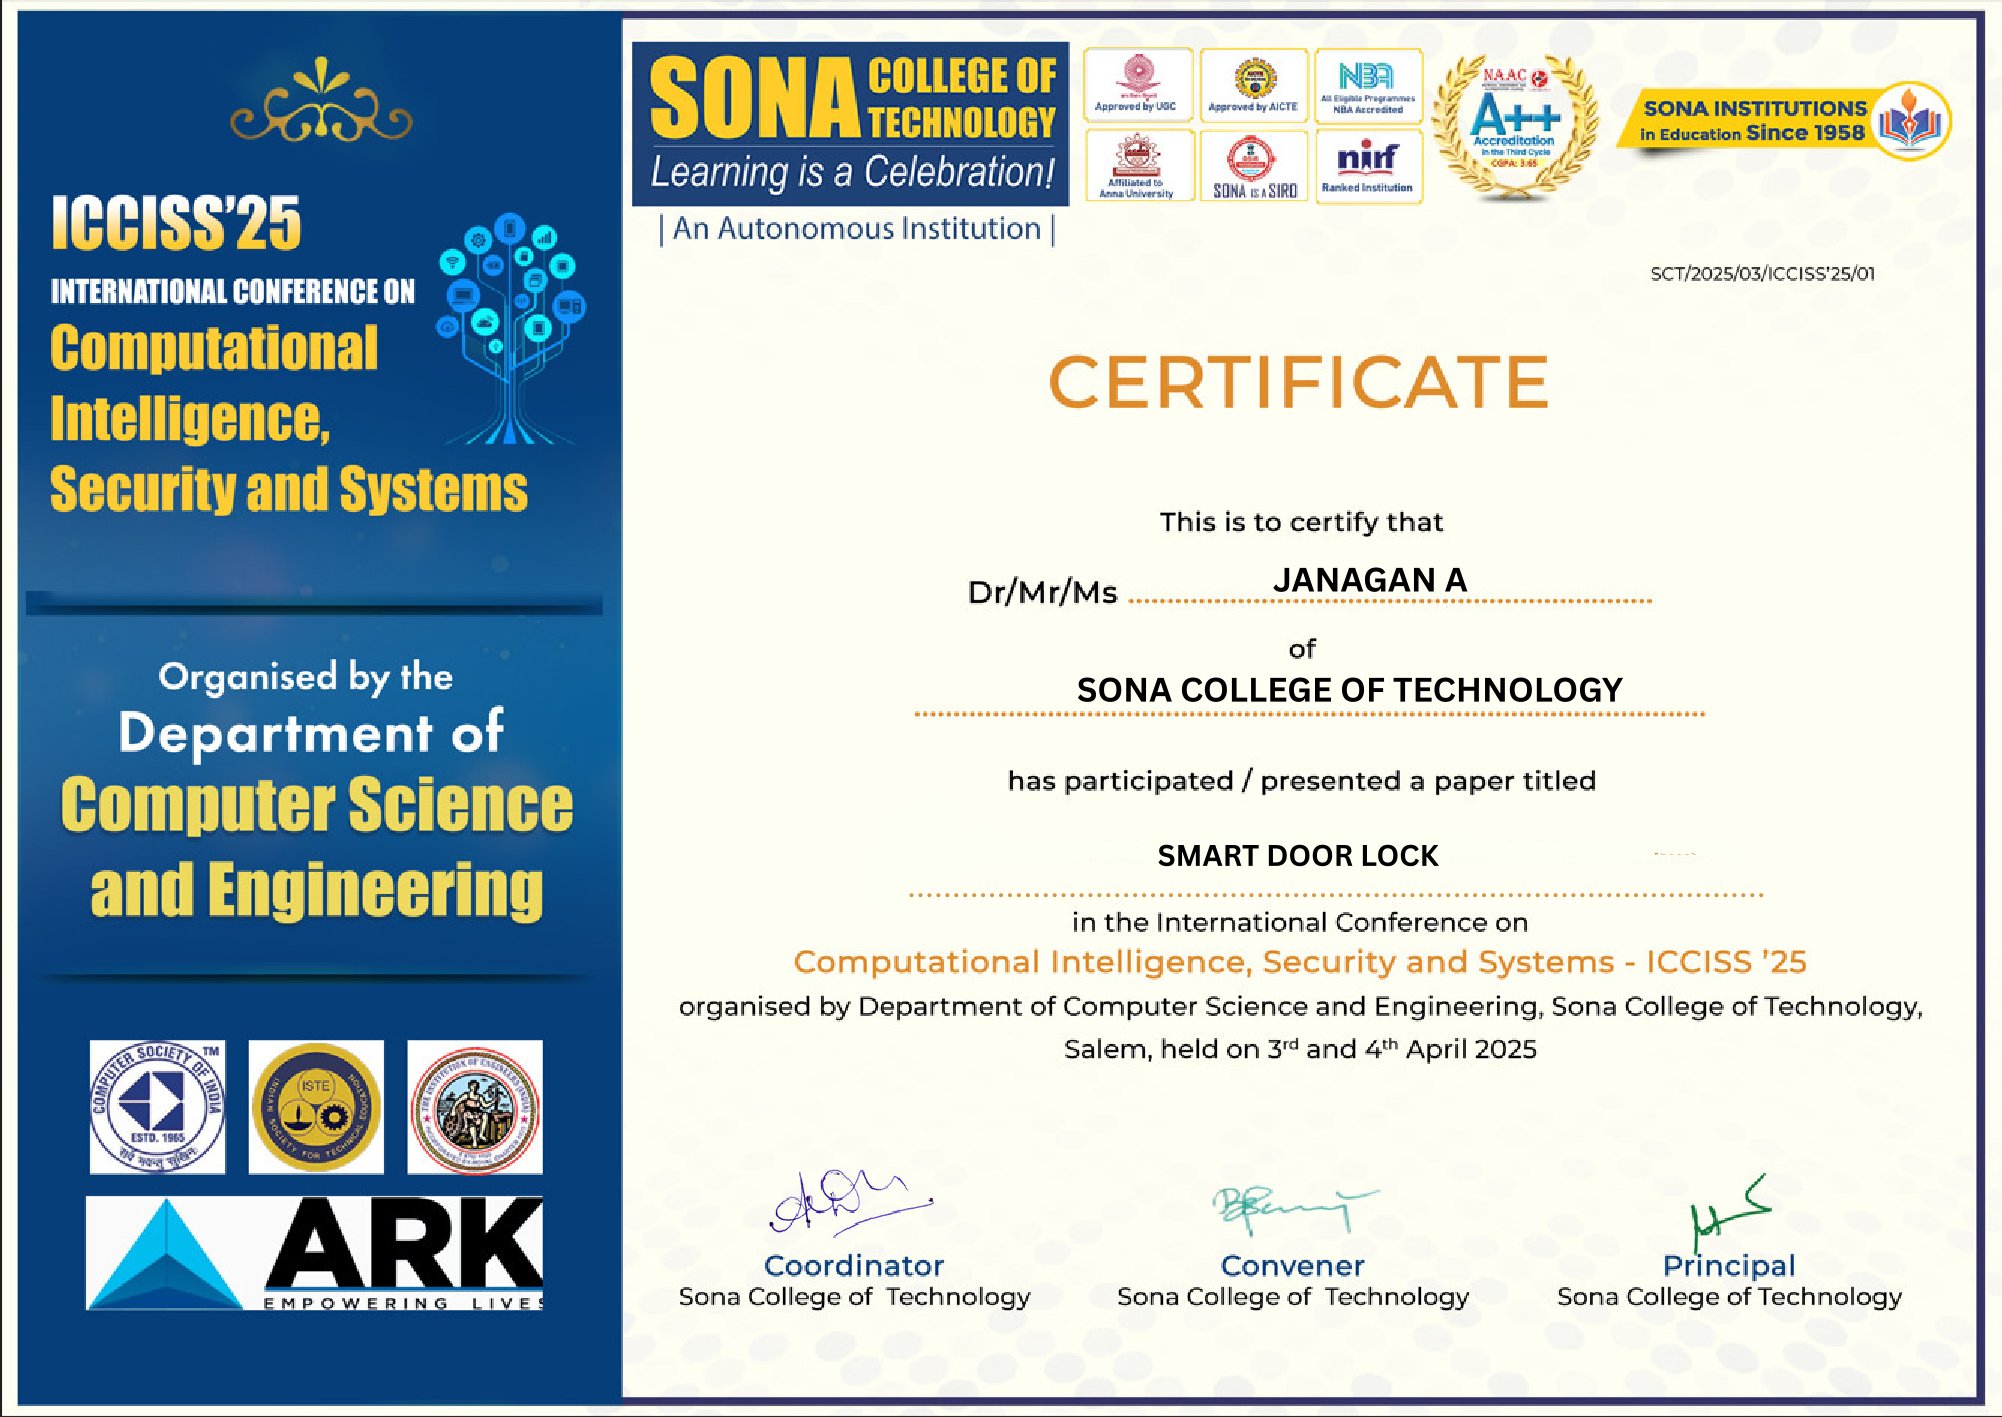 ICCISS'25
INTERNATIONAL CONFERENCE ON
Computational
Intelligence,
Security and Systems
Organised by the
Department of
Computer Science
and Engineering
COMPUTER SOCIETY OF INDIA
TM
ESTD. 1965
ISTE
INDIAN SOCIETY FOR TECHNICAL EDUCATION
THE INSTITUTION OF ENGINEERS (INDIA)
ARK
EMPOWERING LIVES
SONA COLLEGE OF
TECHNOLOGY
Learning is a Celebration!
| An Autonomous Institution |
Approved by UGC
Approved by AICTE
NBA
All Eligible Programmes
NBA Accredited
Affiliated to
Anna University
SONA IS A SIRO
nirf
Ranked Institution
NAAC
A++
Accreditation
in the Third Cycle
CGPA: 3.65
SONA INSTITUTIONS
in Education Since 1958
SCT/2025/03/ICCISS'25/01
CERTIFICATE
This is to certify that
Dr/Mr/Ms JANAGAN A
of
SONA COLLEGE OF TECHNOLOGY
has participated / presented a paper titled
SMART DOOR LOCK
in the International Conference on
Computational Intelligence, Security and Systems - ICCISS '25
organised by Department of Computer Science and Engineering, Sona College of Technology,
Salem, held on 3rd and 4th April 2025
Coordinator
Sona College of Technology
Convener
Sona College of Technology
Principal
Sona College of Technology